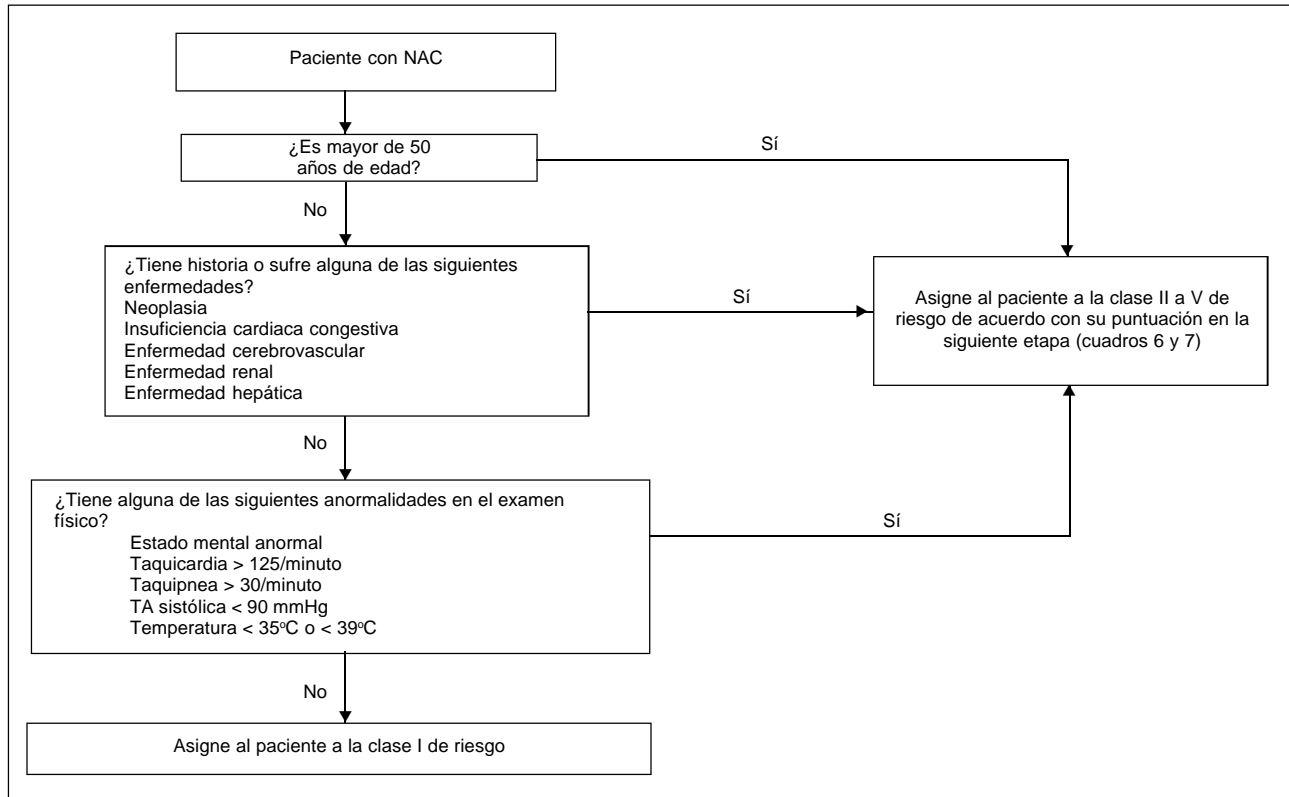 Paciente con NAC
¿Es mayor de 50
años de edad?
Sí
No
¿Tiene historia o sufre alguna de las siguientes
enfermedades?
Neoplasia
Insuficiencia cardiaca congestiva
Enfermedad cerebrovascular
Enfermedad renal
Enfermedad hepática
Sí
Asigne al paciente a la clase II a V de
riesgo de acuerdo con su puntuación en la
siguiente etapa (cuadros 6 y 7)
No
¿Tiene alguna de las siguientes anormalidades en el examen
físico?
Estado mental anormal
Taquicardia > 125/minuto
Taquipnea > 30/minuto
TA sistólica < 90 mmHg
Temperatura < 35ºC o < 39ºC
Sí
No
Asigne al paciente a la clase I de riesgo